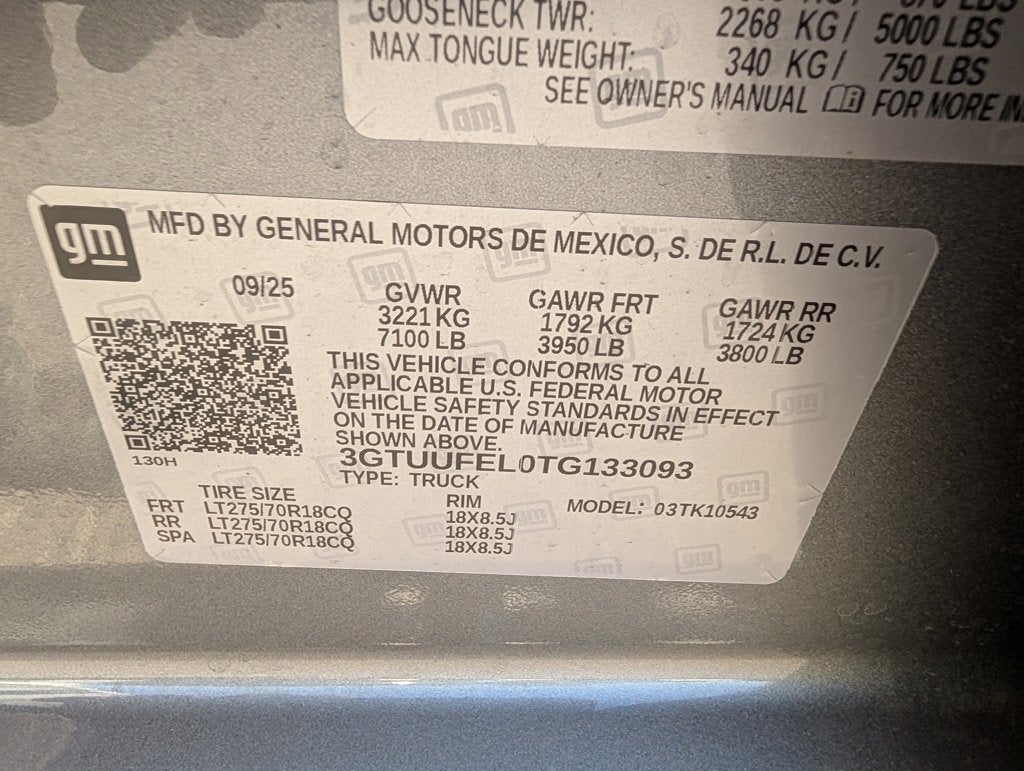 GOOSENECK TWR: 2268 KG/ 5000 LBS
MAX TONGUE WEIGHT: 340 KG/ 750 LBS
SEE OWNER'S MANUAL FOR MORE
gm
MFD BY GENERAL MOTORS DE MEXICO, S. DE R.L. DE C.V.
09/25 GVWR GAWR FRT GAWR RR
3221 KG 1792 KG 1724 KG
7100 LB 3950 LB 3800 LB
THIS VEHICLE CONFORMS TO ALL
APPLICABLE U.S. FEDERAL MOTOR
VEHICLE SAFETY STANDARDS IN EFFECT
ON THE DATE OF MANUFACTURE
SHOWN ABOVE.
130H
3GTUUFEL0TG133093
TYPE: TRUCK
TIRE SIZE RIM MODEL: 03TK10543
FRT LT275/70R18CQ 18X8.5J
RR LT275/70R18CQ 18X8.5J
SPA LT275/70R18CQ 18X8.5J